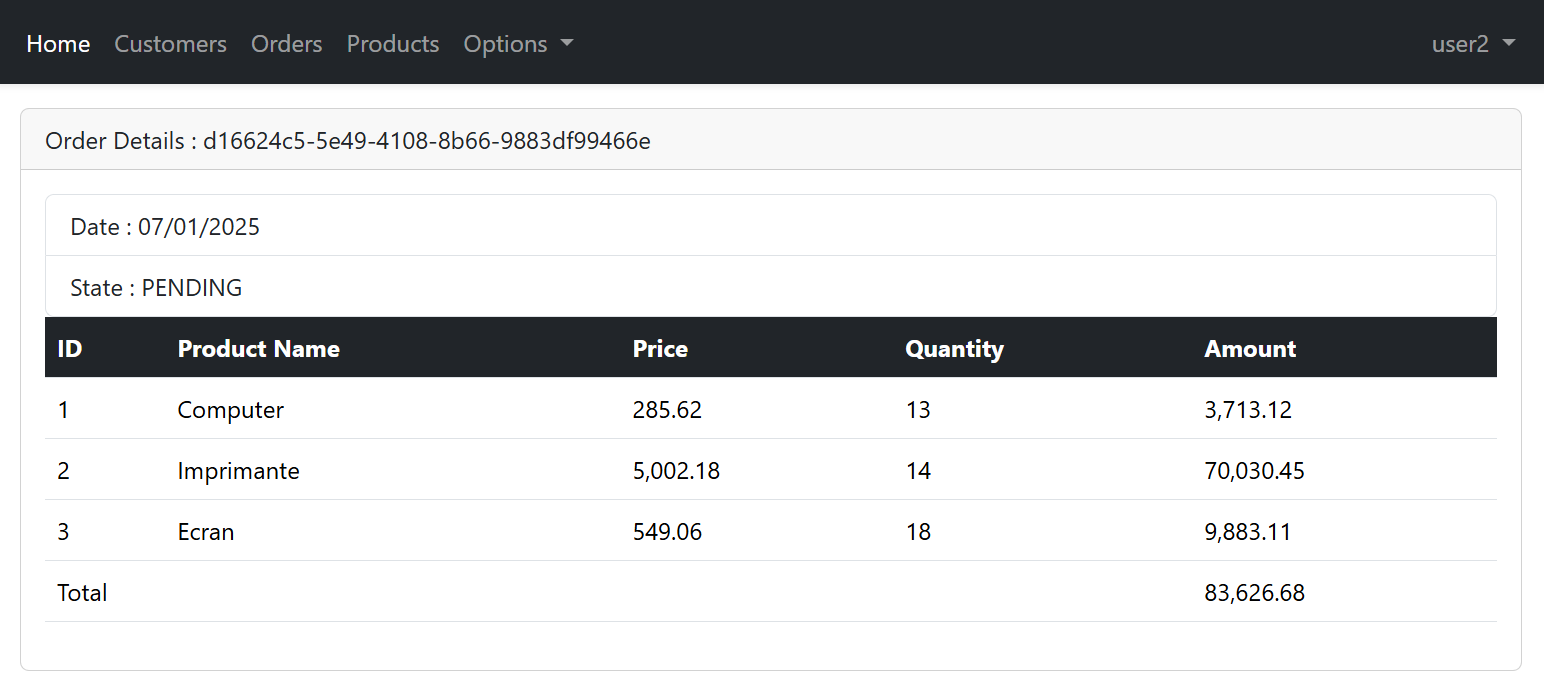 Home Customers Orders Products Options user2
Order Details : d16624c5-5e49-4108-8b66-9883df99466e
Date : 07/01/2025
State : PENDING
ID Product Name Price Quantity Amount
1 Computer 285.62 13 3,713.12
2 Imprimante 5,002.18 14 70,030.45
3 Ecran 549.06 18 9,883.11
Total 83,626.68